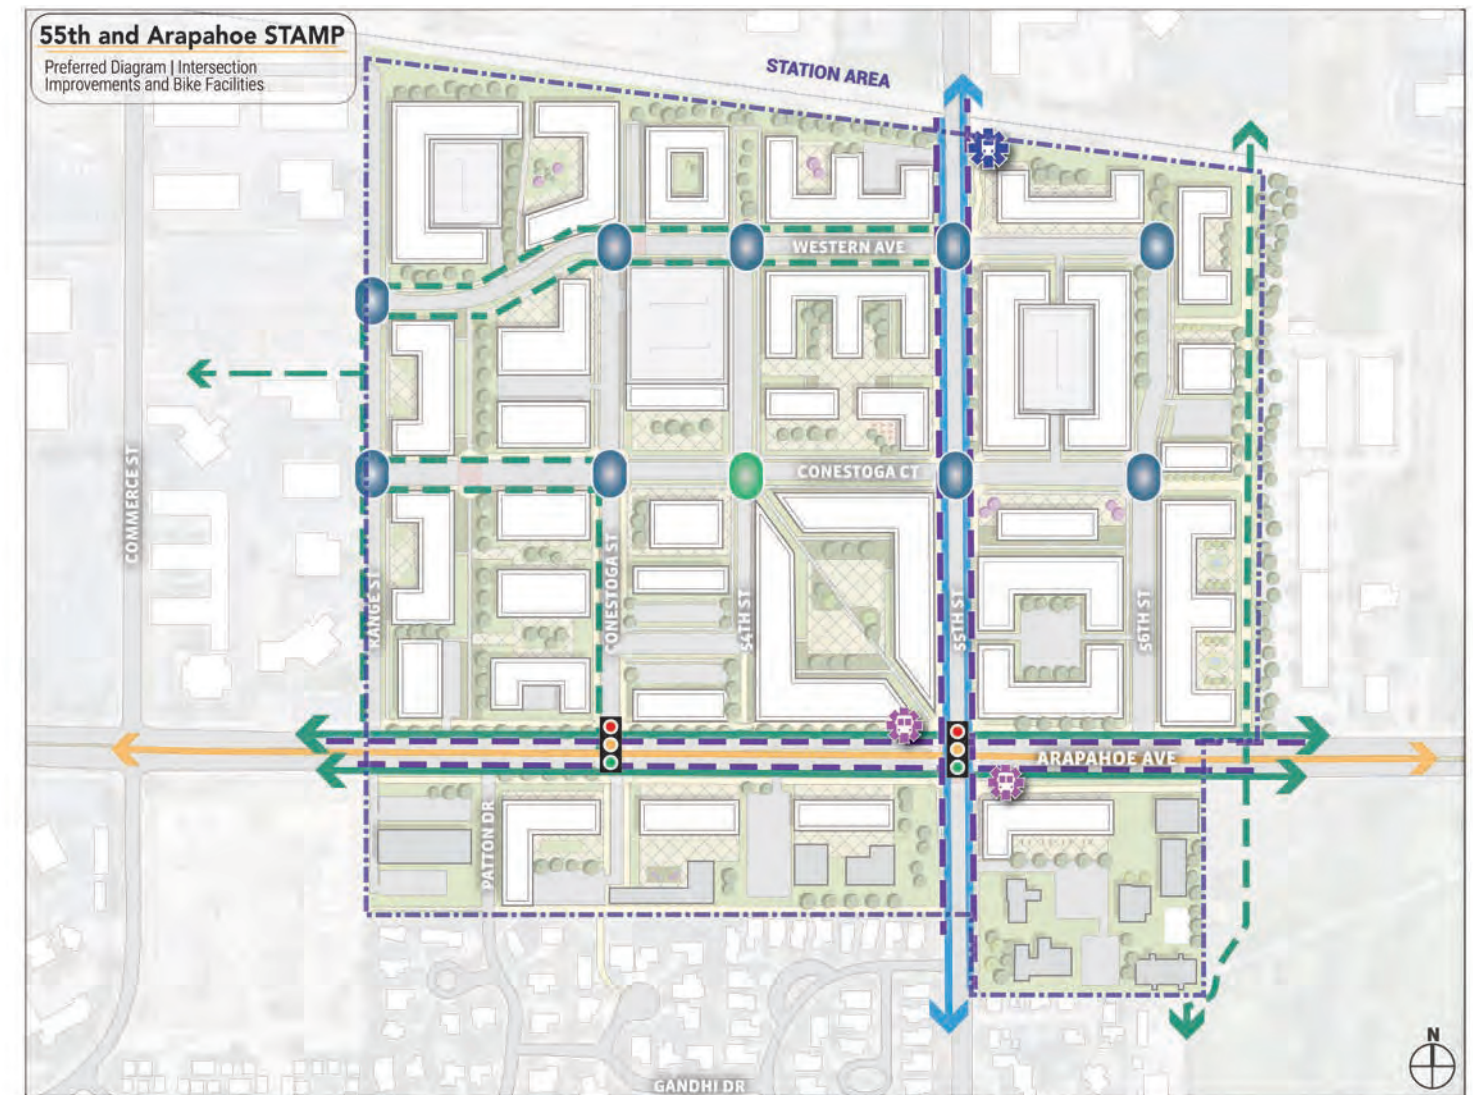 55th and Arapahoe STAMP
Preferred Diagram | Intersection
Improvements and Bike Facilities
STATION AREA
WESTERN AVE
CONESTOGA CT
COMMERCE ST
RANGE ST
CONESTOGA ST
54TH ST
55TH ST
56TH ST
ARAPAHOE AVE
PATTON DR
GANDHI DR
N